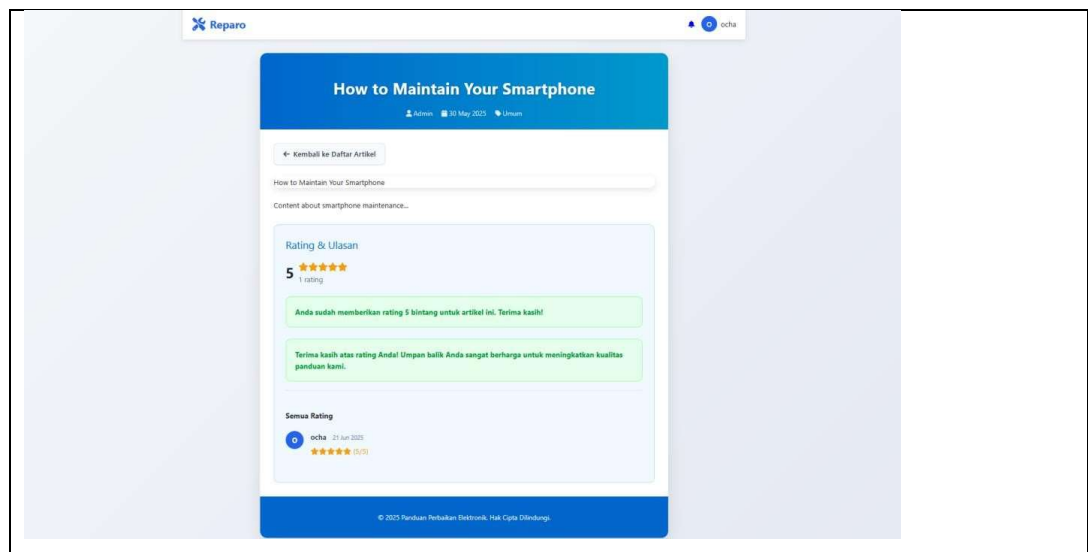 Reparo
O ocha
How to Maintain Your Smartphone
Admin 30 May 2025 Umum
← Kembali ke Daftar Artikel
How to Maintain Your Smartphone
Content about smartphone maintenance...
Rating & Ulasan
5
1 rating
Anda sudah memberikan rating 5 bintang untuk artikel ini. Terima kasih!
Terima kasih atas rating Anda! Umpan balik Anda sangat berharga untuk meningkatkan kualitas
panduan kami.
Semua Rating
O ocha 21 Jun 2025
(5/5)
© 2025 Panduan Perbaikan Elektronik. Hak Cipta Dilindungi.